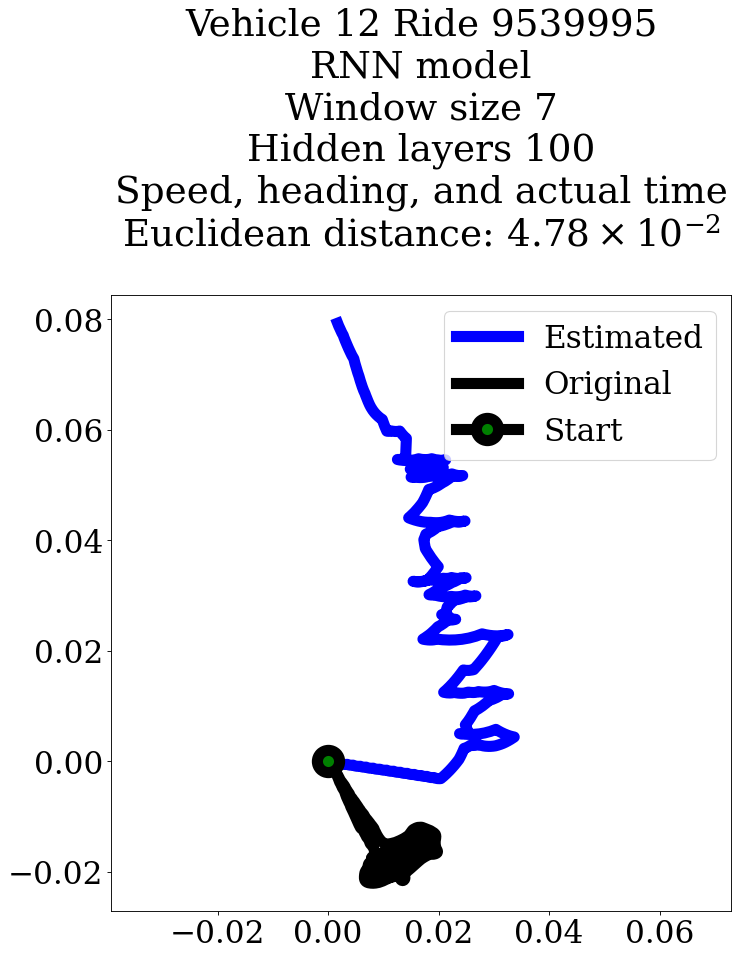 Vehicle 12 Ride 9539995
RNN model
Window size 7
Hidden layers 100
Speed, heading, and actual time
Euclidean distance: 4.78 × 10⁻²
0.08
0.06
0.04
0.02
0.00
−0.02
Estimated
Original
Start
−0.02 0.00 0.02 0.04 0.06